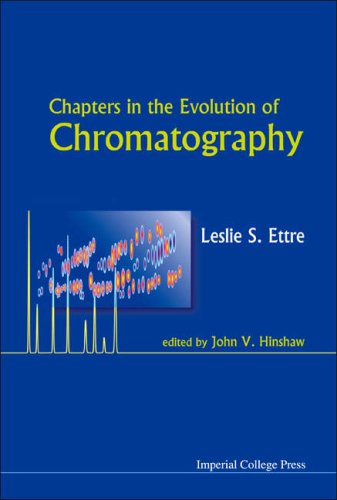 Chapters in the Evolution of
Chromatography
Leslie S. Ettre
edited by John V. Hinshaw
Imperial College Press